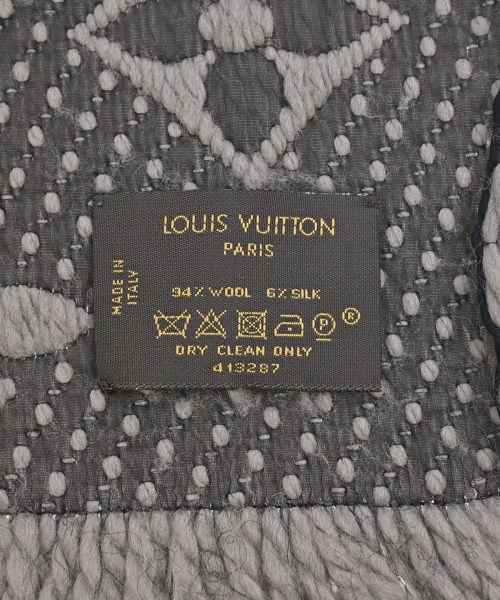 LOUIS VUITTON
PARIS
MADE IN
ITALY
94% WOOL 6% SILK
P ®
DRY CLEAN ONLY
413287